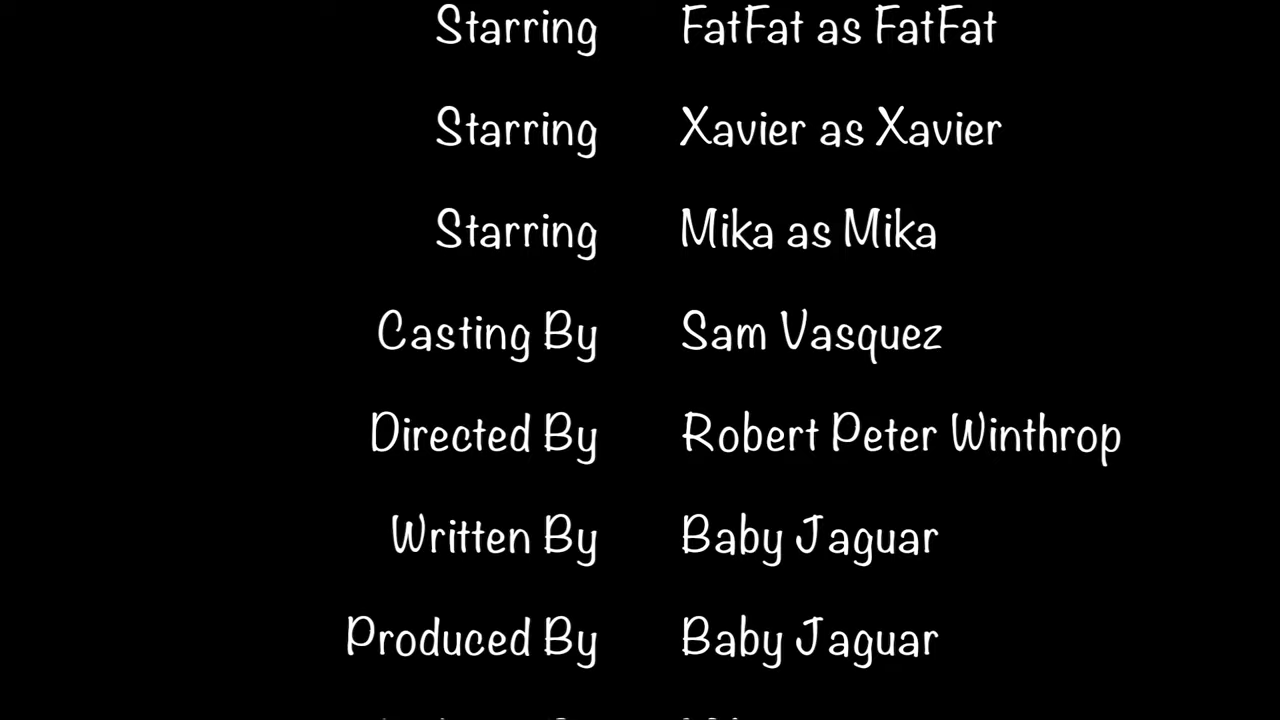 Starring FatFat as FatFat
Starring Xavier as Xavier
Starring Mika as Mika
Casting By Sam Vasquez
Directed By Robert Peter Winthrop
Written By Baby Jaguar
Produced By Baby Jaguar